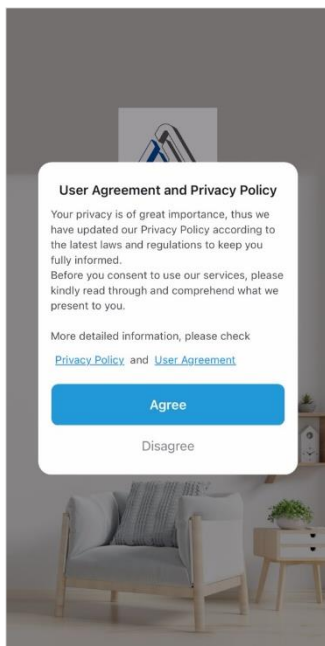 User Agreement and Privacy Policy
Your privacy is of great importance, thus we
have updated our Privacy Policy according to
the latest laws and regulations to keep you
fully informed.
Before you consent to use our services, please
kindly read through and comprehend what we
present to you.
More detailed information, please check
Privacy Policy and User Agreement
Agree
Disagree